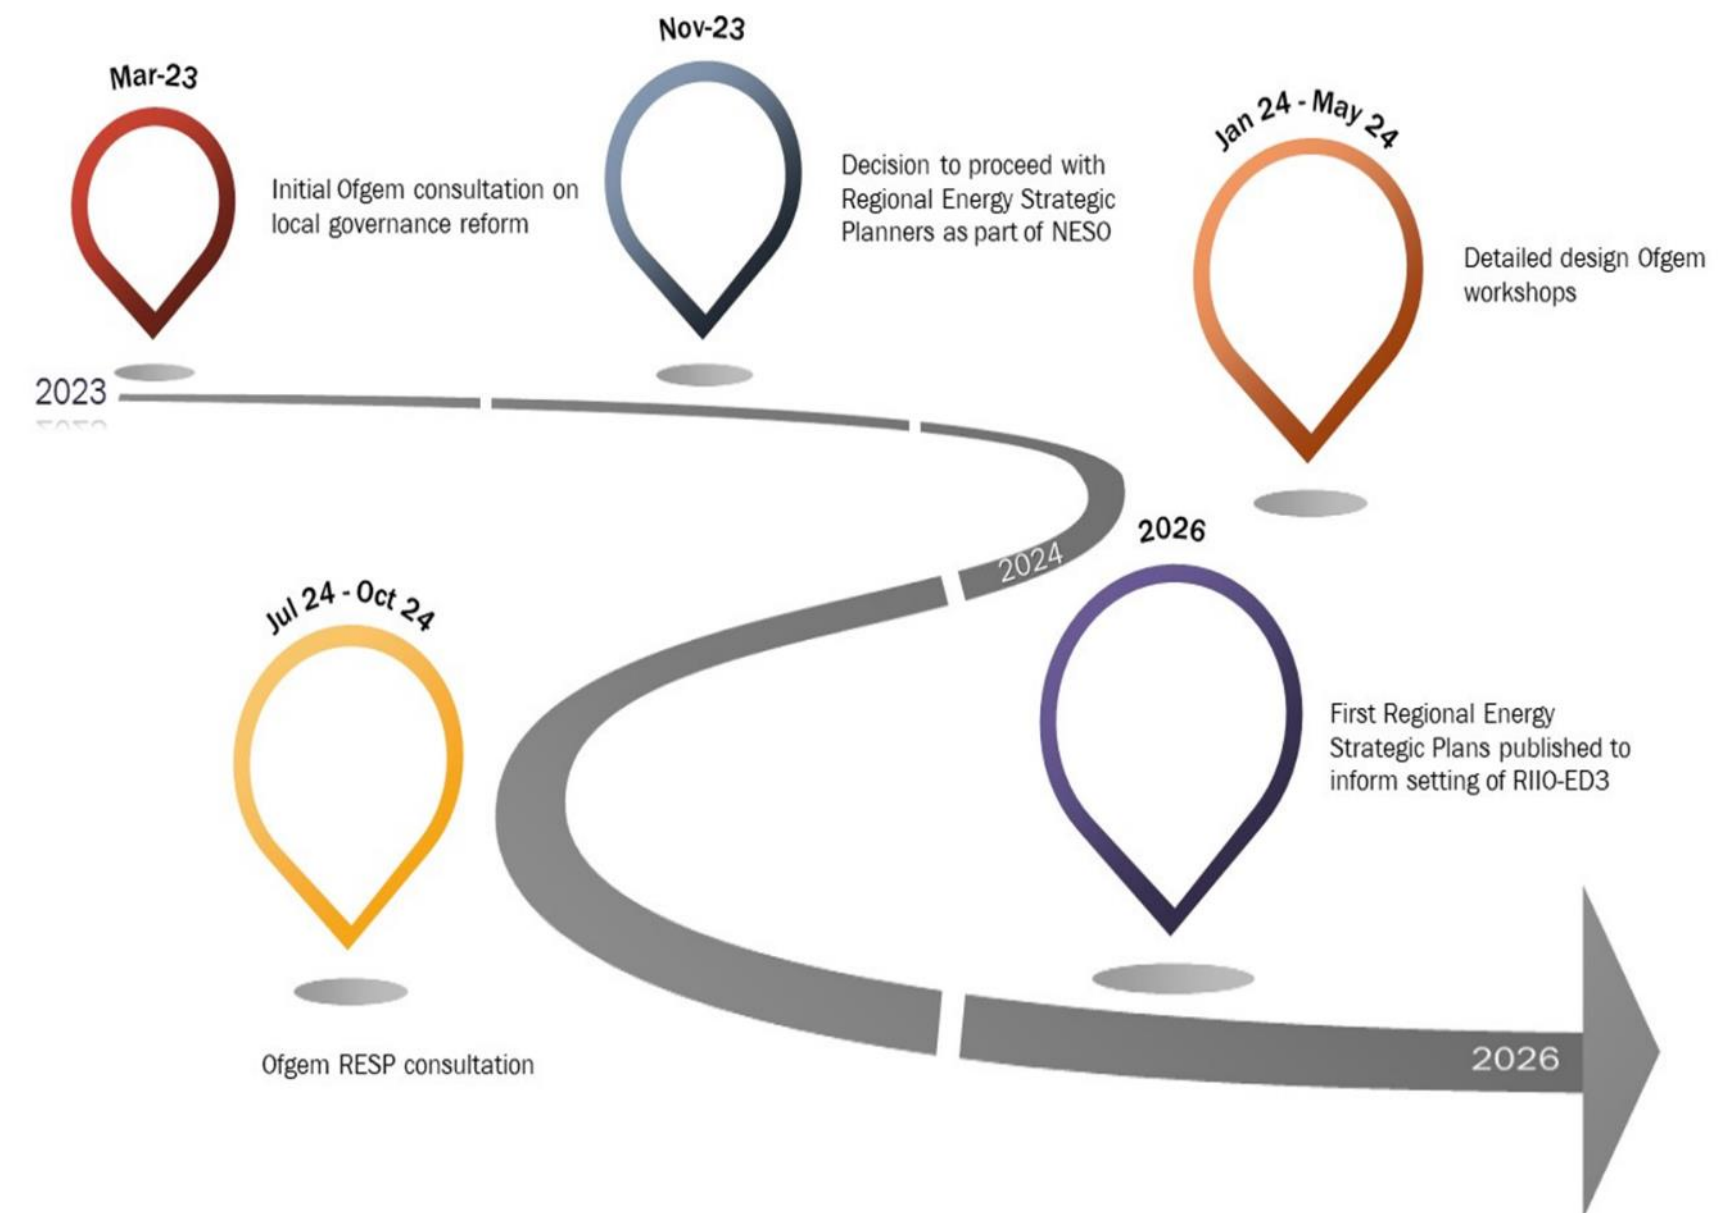 Mar-23
Initial Ofgem consultation on
local governance reform
Nov-23
Decision to proceed with
Regional Energy Strategic
Planners as part of NESO
Jan 24 - May 24
Detailed design Ofgem
workshops
2023
2024
Jul 24 - Oct 24
Ofgem RESP consultation
2026
First Regional Energy
Strategic Plans published to
inform setting of RIIO-ED3
2026